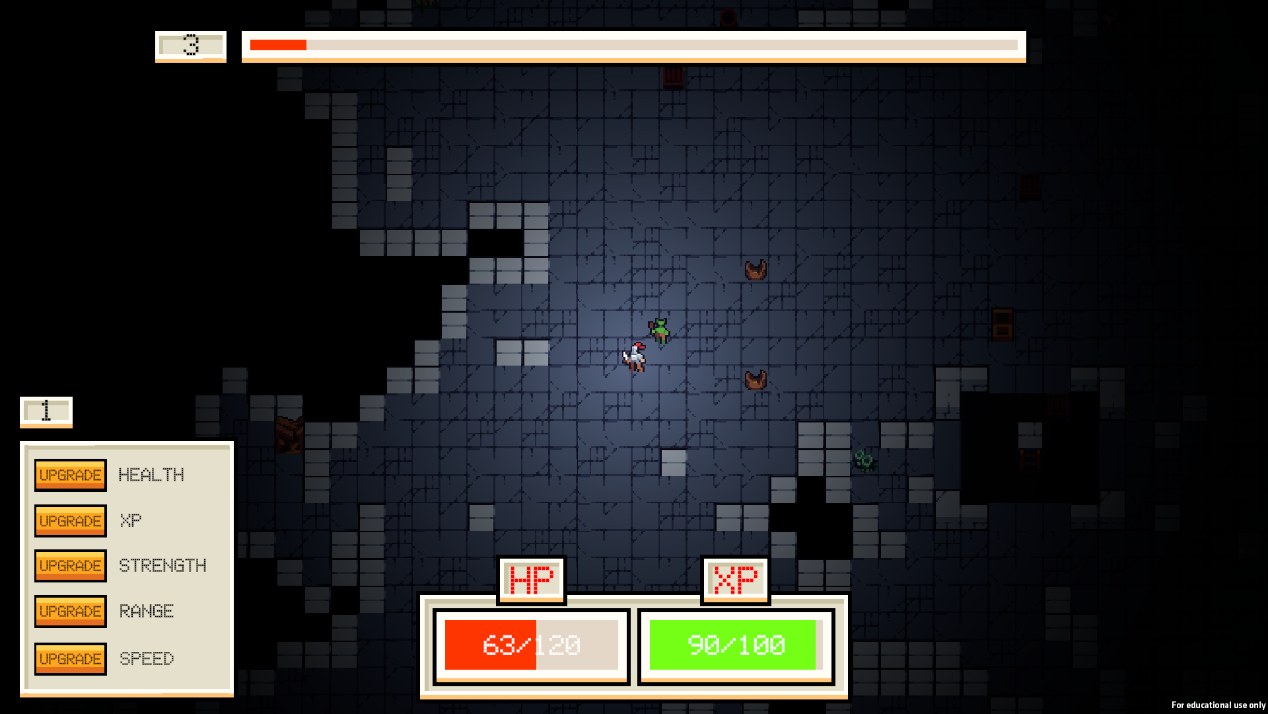 3
1
UPGRADE HEALTH
UPGRADE XP
UPGRADE STRENGTH
UPGRADE RANGE
UPGRADE SPEED
HP XP
63/120 90/100
For educational use only